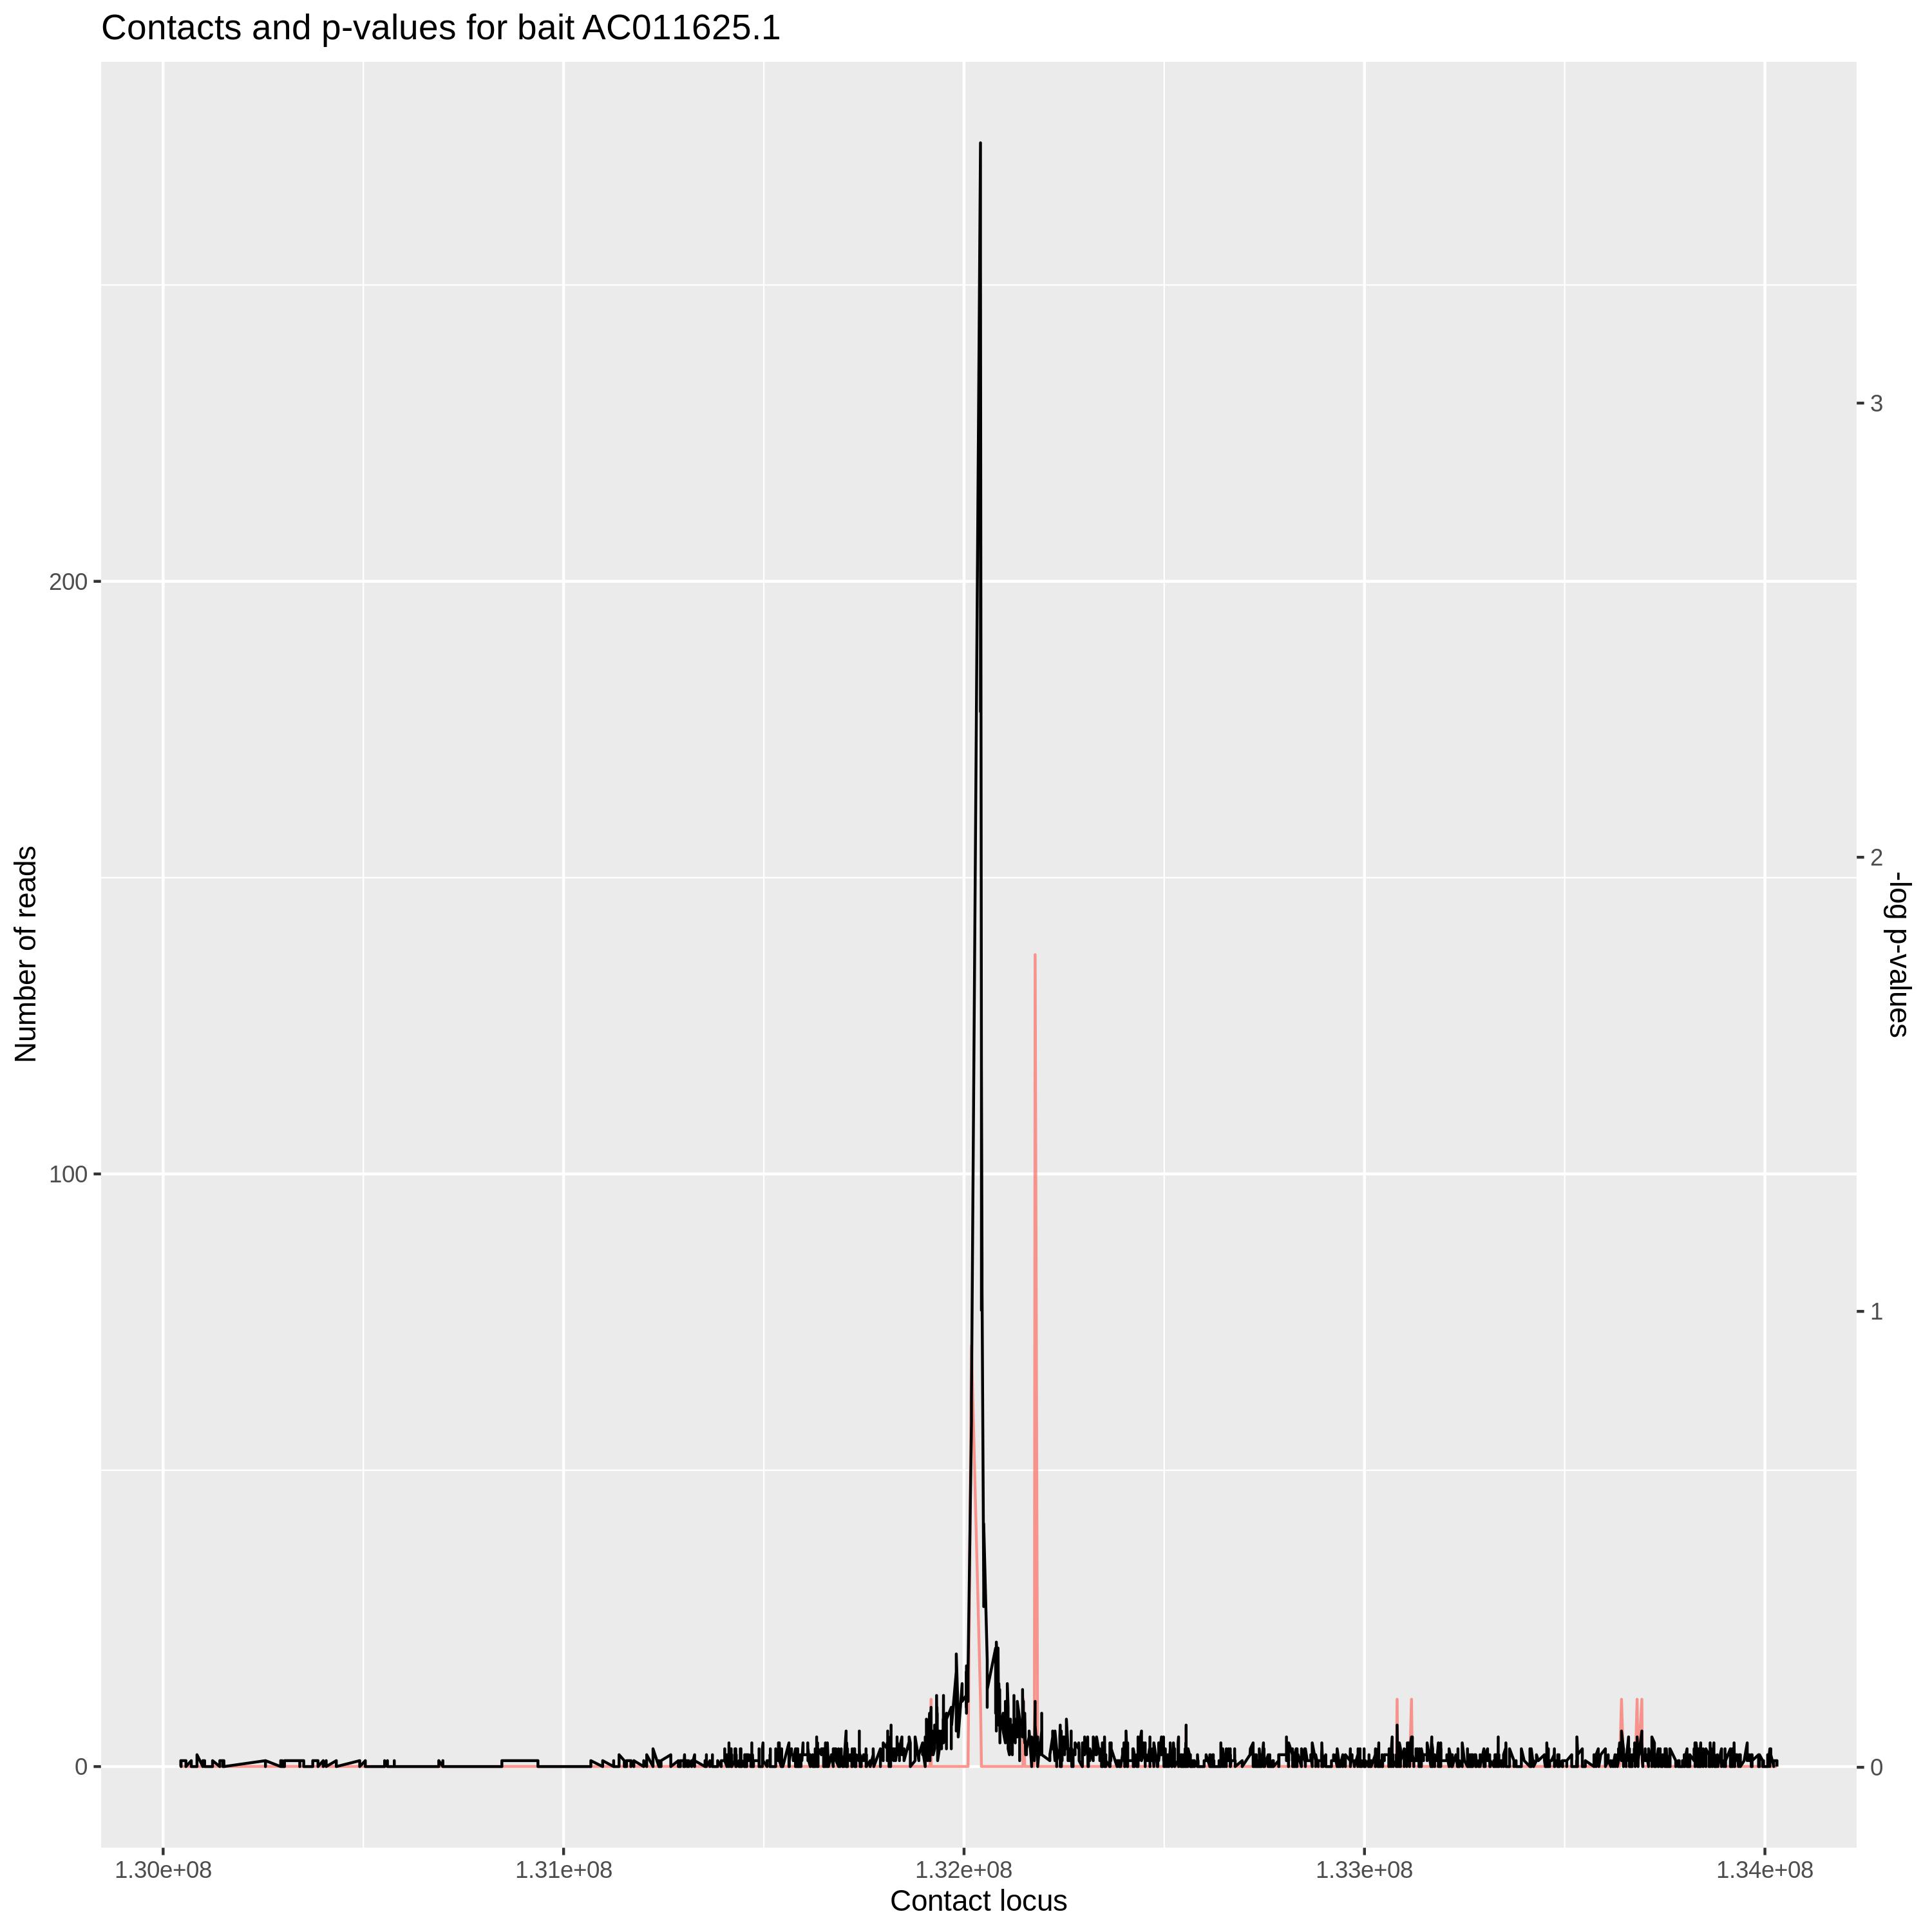 Contacts and p-values for bait AC011625.1
Number of reads
200
100
0
3
2
1
0
-log p-values
1.30e+08 1.31e+08 1.32e+08 1.33e+08 1.34e+08
Contact locus